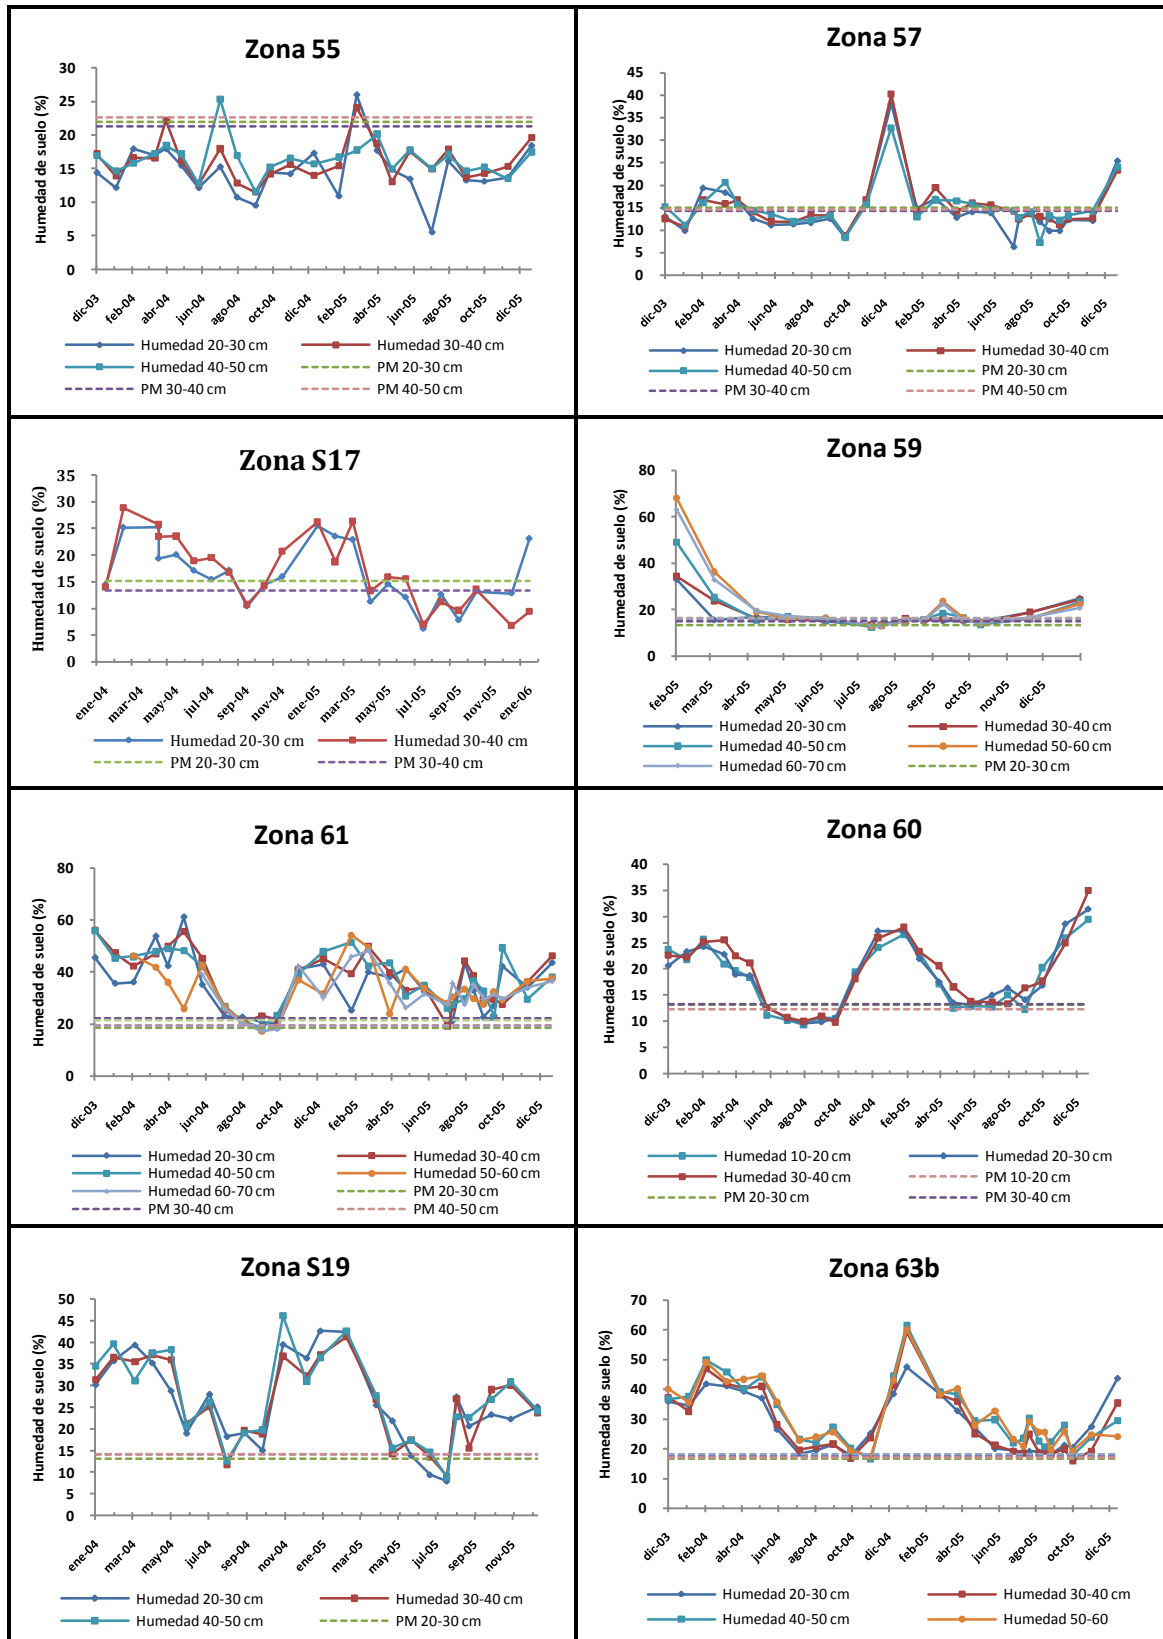 Zona 55
Humedad de suelo (%)
30
25
20
15
10
5
0
dic-03 feb-04 abr-04 jun-04 ago-04 oct-04 dic-04 feb-05 abr-05 jun-05 ago-05 oct-05 dic-05
Humedad 20-30 cm Humedad 30-40 cm
Humedad 40-50 cm PM 20-30 cm
PM 30-40 cm PM 40-50 cm
Zona 57
Humedad de suelo (%)
45
40
35
30
25
20
15
10
5
0
dic-03 feb-04 abr-04 jun-04 ago-04 oct-04 dic-04 feb-05 abr-05 jun-05 ago-05 oct-05 dic-05
Humedad 20-30 cm Humedad 30-40 cm
Humedad 40-50 cm PM 20-30 cm
PM 30-40 cm PM 40-50 cm
Zona S17
Humedad de suelo (%)
35
30
25
20
15
10
5
0
ene-04 mar-04 may-04 jul-04 sep-04 nov-04 ene-05 mar-05 may-05 jul-05 sep-05 nov-05 ene-06
Humedad 20-30 cm Humedad 30-40 cm
PM 20-30 cm PM 30-40 cm
Zona 59
Humedad de suelo (%)
80
60
40
20
0
feb-05 mar-05 abr-05 may-05 jun-05 jul-05 ago-05 sep-05 oct-05 nov-05 dic-05
Humedad 20-30 cm Humedad 30-40 cm
Humedad 40-50 cm Humedad 50-60 cm
Humedad 60-70 cm PM 20-30 cm
Zona 61
Humedad de suelo (%)
80
60
40
20
0
dic-03 feb-04 abr-04 jun-04 ago-04 oct-04 dic-04 feb-05 abr-05 jun-05 ago-05 oct-05 dic-05
Humedad 20-30 cm Humedad 30-40 cm
Humedad 40-50 cm Humedad 50-60 cm
Humedad 60-70 cm PM 20-30 cm
PM 30-40 cm PM 40-50 cm
Zona 60
Humedad de suelo (%)
40
35
30
25
20
15
10
5
0
dic-03 feb-04 abr-04 jun-04 ago-04 oct-04 dic-04 feb-05 abr-05 jun-05 ago-05 oct-05 dic-05
Humedad 10-20 cm Humedad 20-30 cm
Humedad 30-40 cm PM 10-20 cm
PM 20-30 cm PM 30-40 cm
Zona S19
Humedad de suelo (%)
50
45
40
35
30
25
20
15
10
5
0
ene-04 mar-04 may-04 jul-04 sep-04 nov-04 ene-05 mar-05 may-05 jul-05 sep-05 nov-05
Humedad 20-30 cm Humedad 30-40 cm
Humedad 40-50 cm PM 20-30 cm
Zona 63b
Humedad de suelo (%)
70
60
50
40
30
20
10
0
dic-03 feb-04 abr-04 jun-04 ago-04 oct-04 dic-04 feb-05 abr-05 jun-05 ago-05 oct-05 dic-05
Humedad 20-30 cm Humedad 30-40 cm
Humedad 40-50 cm Humedad 50-60